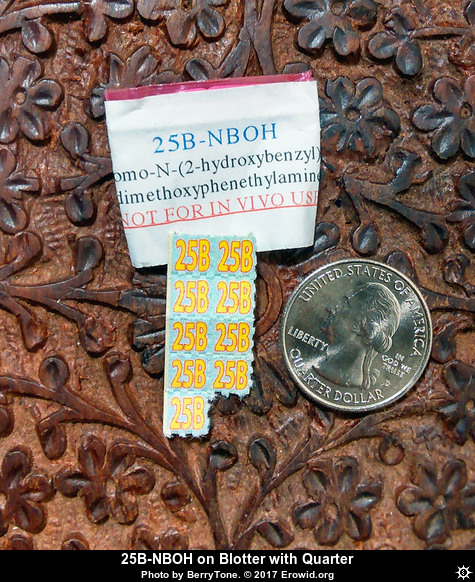 25B-NBOH
omo-N-(2-hydroxybenzyl)
dimethoxyphenethylamine
NOT FOR IN VIVO USE
25B 25B
25B 25B
25B 25B
25B 25B
25B
UNITED STATES OF AMERICA
LIBERTY
IN
GOD WE
TRUST
QUARTER DOLLAR
25B-NBOH on Blotter with Quarter
Photo by BerryTone. © 2017 Erowid.org